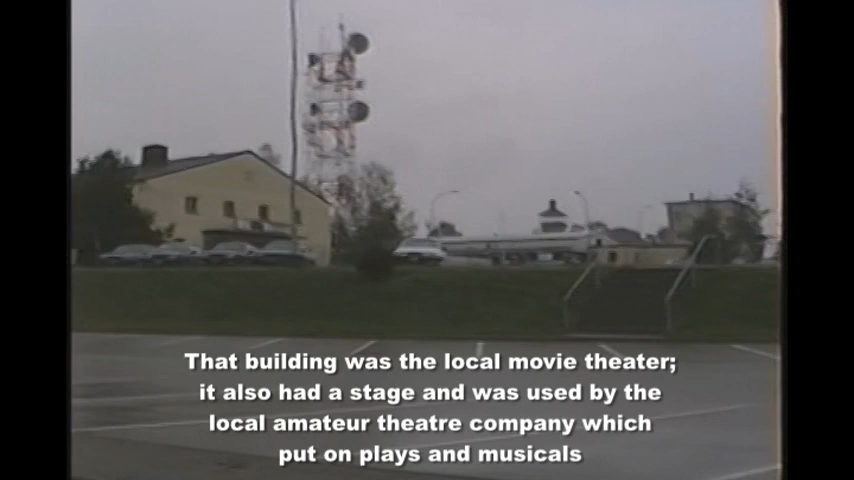 That building was the local movie theater;
it also had a stage and was used by the
local amateur theatre company which
put on plays and musicals